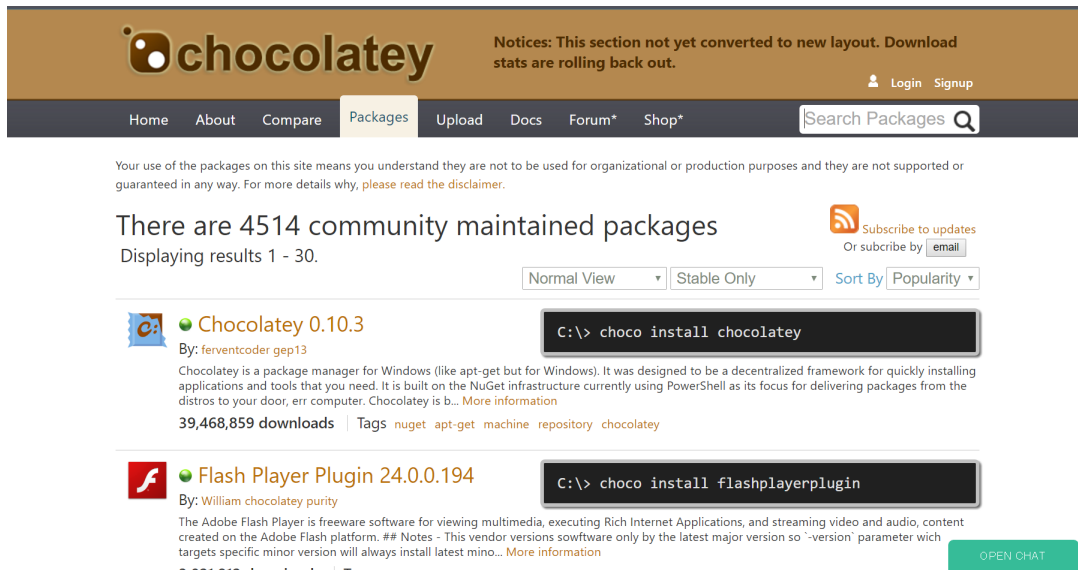 chocolatey
Notices: This section not yet converted to new layout. Download
stats are rolling back out.
Login Signup
Home About Compare Packages Upload Docs Forum* Shop*
Search Packages
Your use of the packages on this site means you understand they are not to be used for organizational or production purposes and they are not supported or
guaranteed in any way. For more details why, please read the disclaimer.
There are 4514 community maintained packages
Displaying results 1 - 30.
Subscribe to updates
Or subcribe by email
Normal View Stable Only Sort By Popularity
Chocolatey 0.10.3
C:\> choco install chocolatey
By: ferventcoder gep13
Chocolatey is a package manager for Windows (like apt-get but for Windows). It was designed to be a decentralized framework for quickly installing
applications and tools that you need. It is built on the NuGet infrastructure currently using PowerShell as its focus for delivering packages from the
distros to your door, err computer. Chocolatey is b... More information
39,468,859 downloads Tags nuget apt-get machine repository chocolatey
Flash Player Plugin 24.0.0.194
C:\> choco install flashplayerplugin
By: William chocolatey purity
The Adobe Flash Player is freeware software for viewing multimedia, executing Rich Internet Applications, and streaming video and audio, content
created on the Adobe Flash platform. ## Notes - This vendor versions sowftware only by the latest major version so `-version` parameter wich
targets specific minor version will always install latest mino... More information
OPEN CHAT